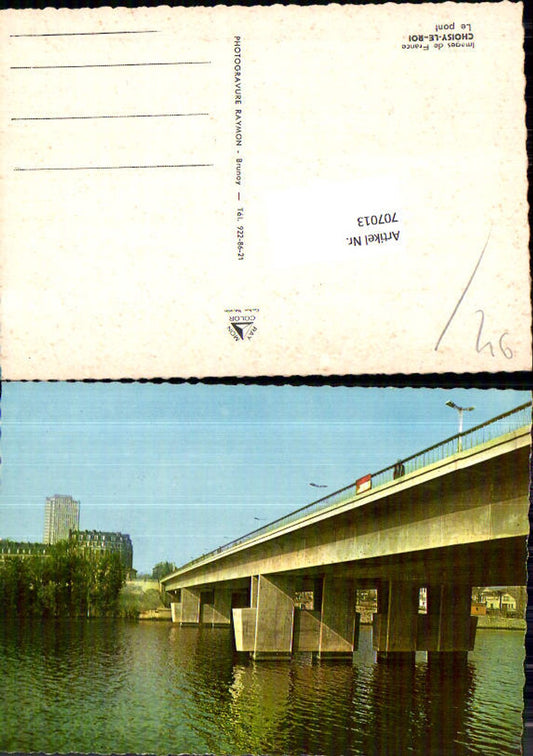 Images de France
CHOISY-LE-ROI
Le pont
PHOTOGRAVURE RAYMON - Brunoy — Tél. 922-86-21
Artikel Nr.
707013
RAY
MON
COLOR